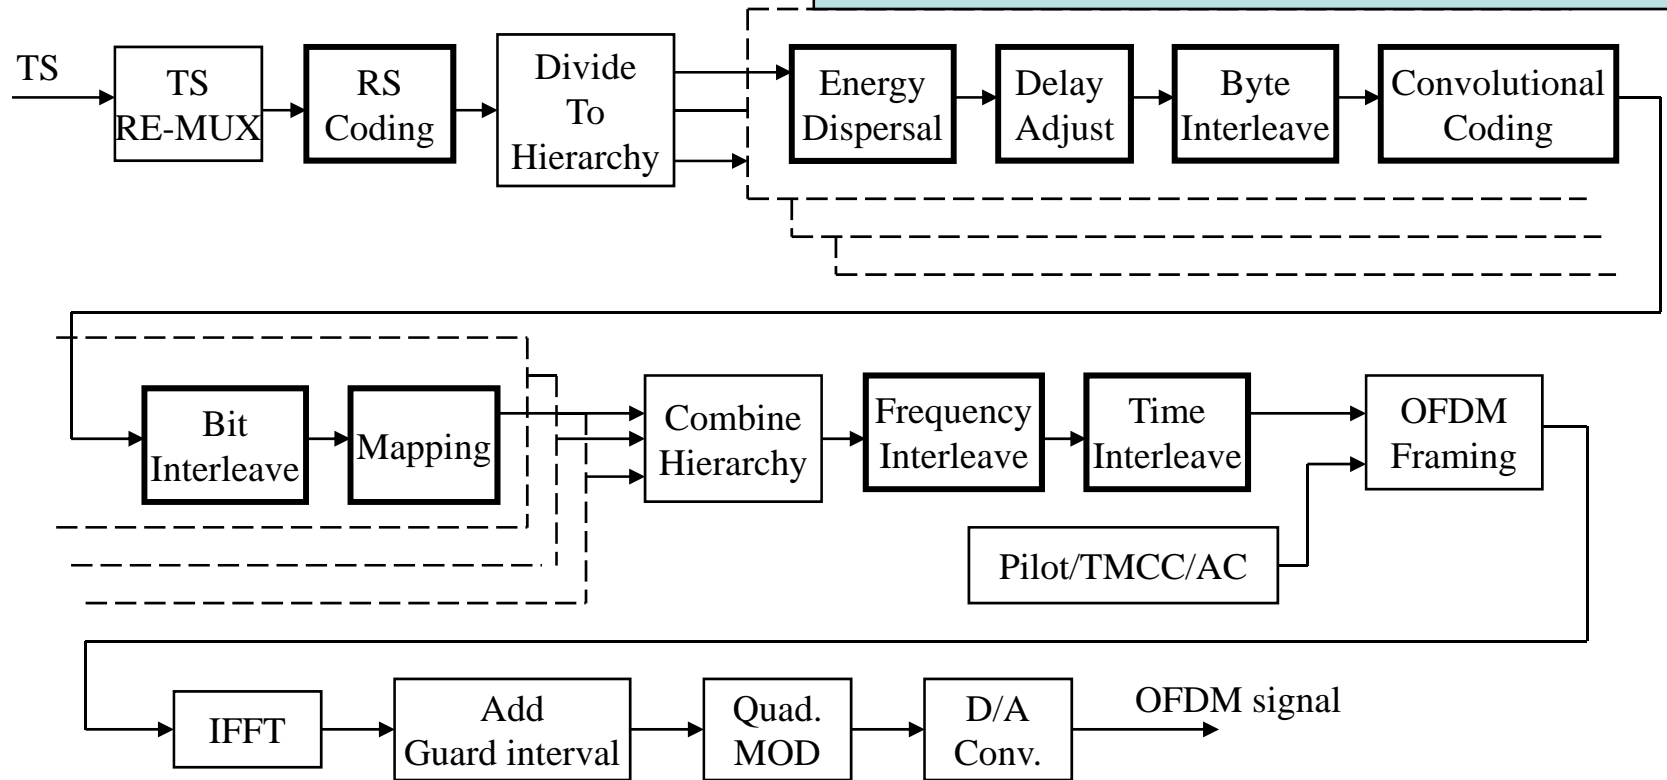 TS
TS
RE-MUX
RS
Coding
Divide
To
Hierarchy
Energy
Dispersal
Delay
Adjust
Byte
Interleave
Convolutional
Coding
Bit
Interleave
Mapping
Combine
Hierarchy
Frequency
Interleave
Time
Interleave
OFDM
Framing
Pilot/TMCC/AC
IFFT
Add
Guard interval
Quad.
MOD
D/A
Conv.
OFDM signal